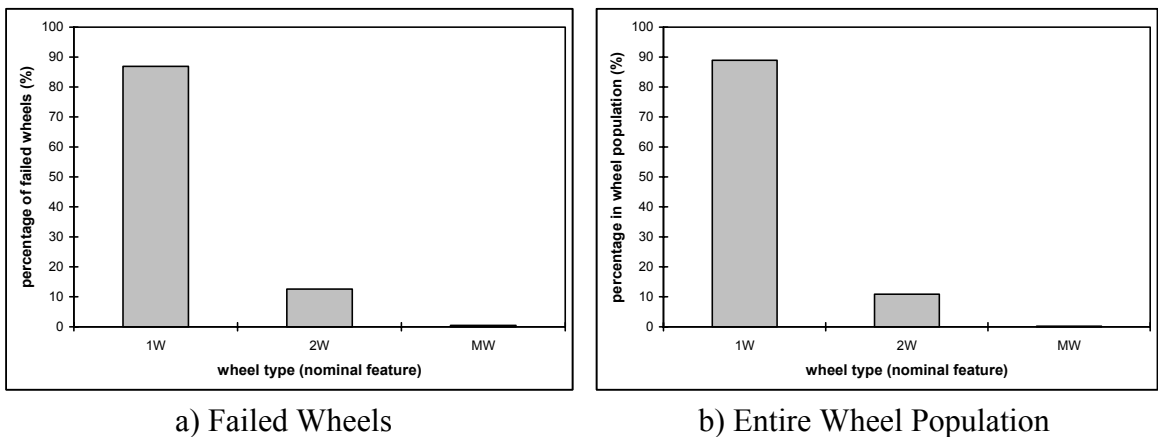 percentage of failed wheels (%)
100
90
80
70
60
50
40
30
20
10
0
1W 2W MW
wheel type (nominal feature)
a) Failed Wheels
percentage in wheel population (%)
100
90
80
70
60
50
40
30
20
10
0
1W 2W MW
wheel type (nominal feature)
b) Entire Wheel Population